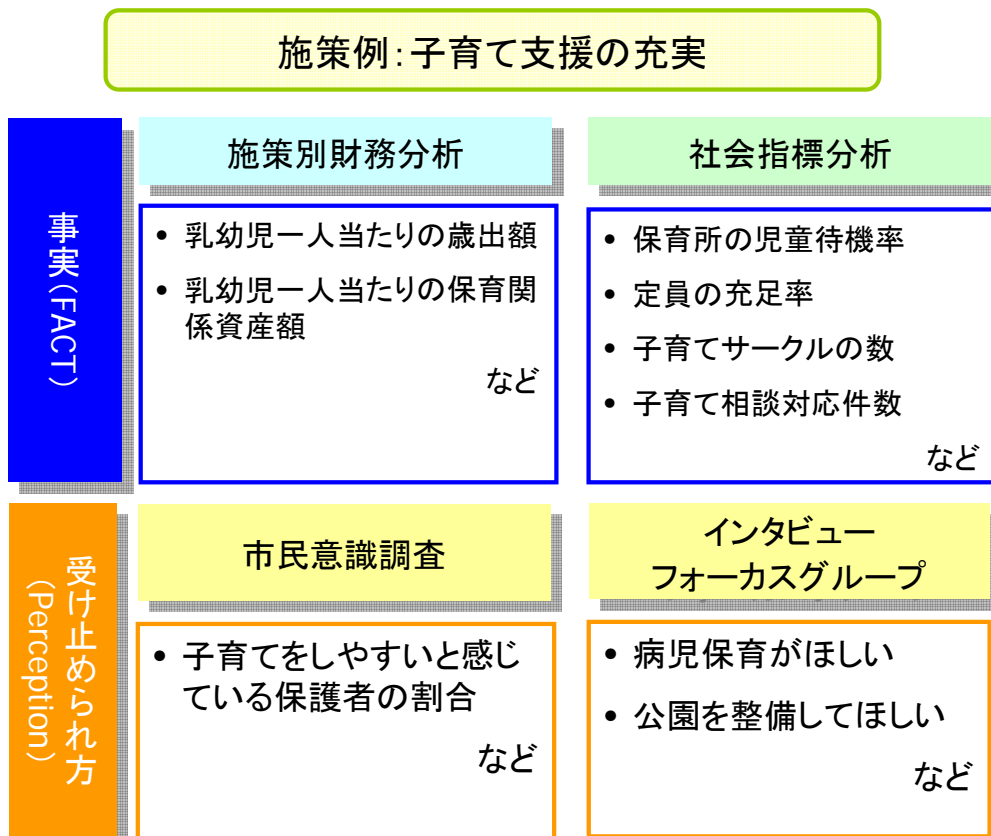 施策例：子育て支援の充実
事実（FACT）
施策別財務分析
• 乳幼児一人当たりの歳出額
• 乳幼児一人当たりの保育関
係資産額
など
社会指標分析
• 保育所の児童待機率
• 定員の充足率
• 子育てサークルの数
• 子育て相談対応件数
など
受け止められ方
（Perception）
市民意識調査
• 子育てをしやすいと感じ
ている保護者の割合
など
インタビュー
フォーカスグループ
• 病児保育がほしい
• 公園を整備してほしい
など